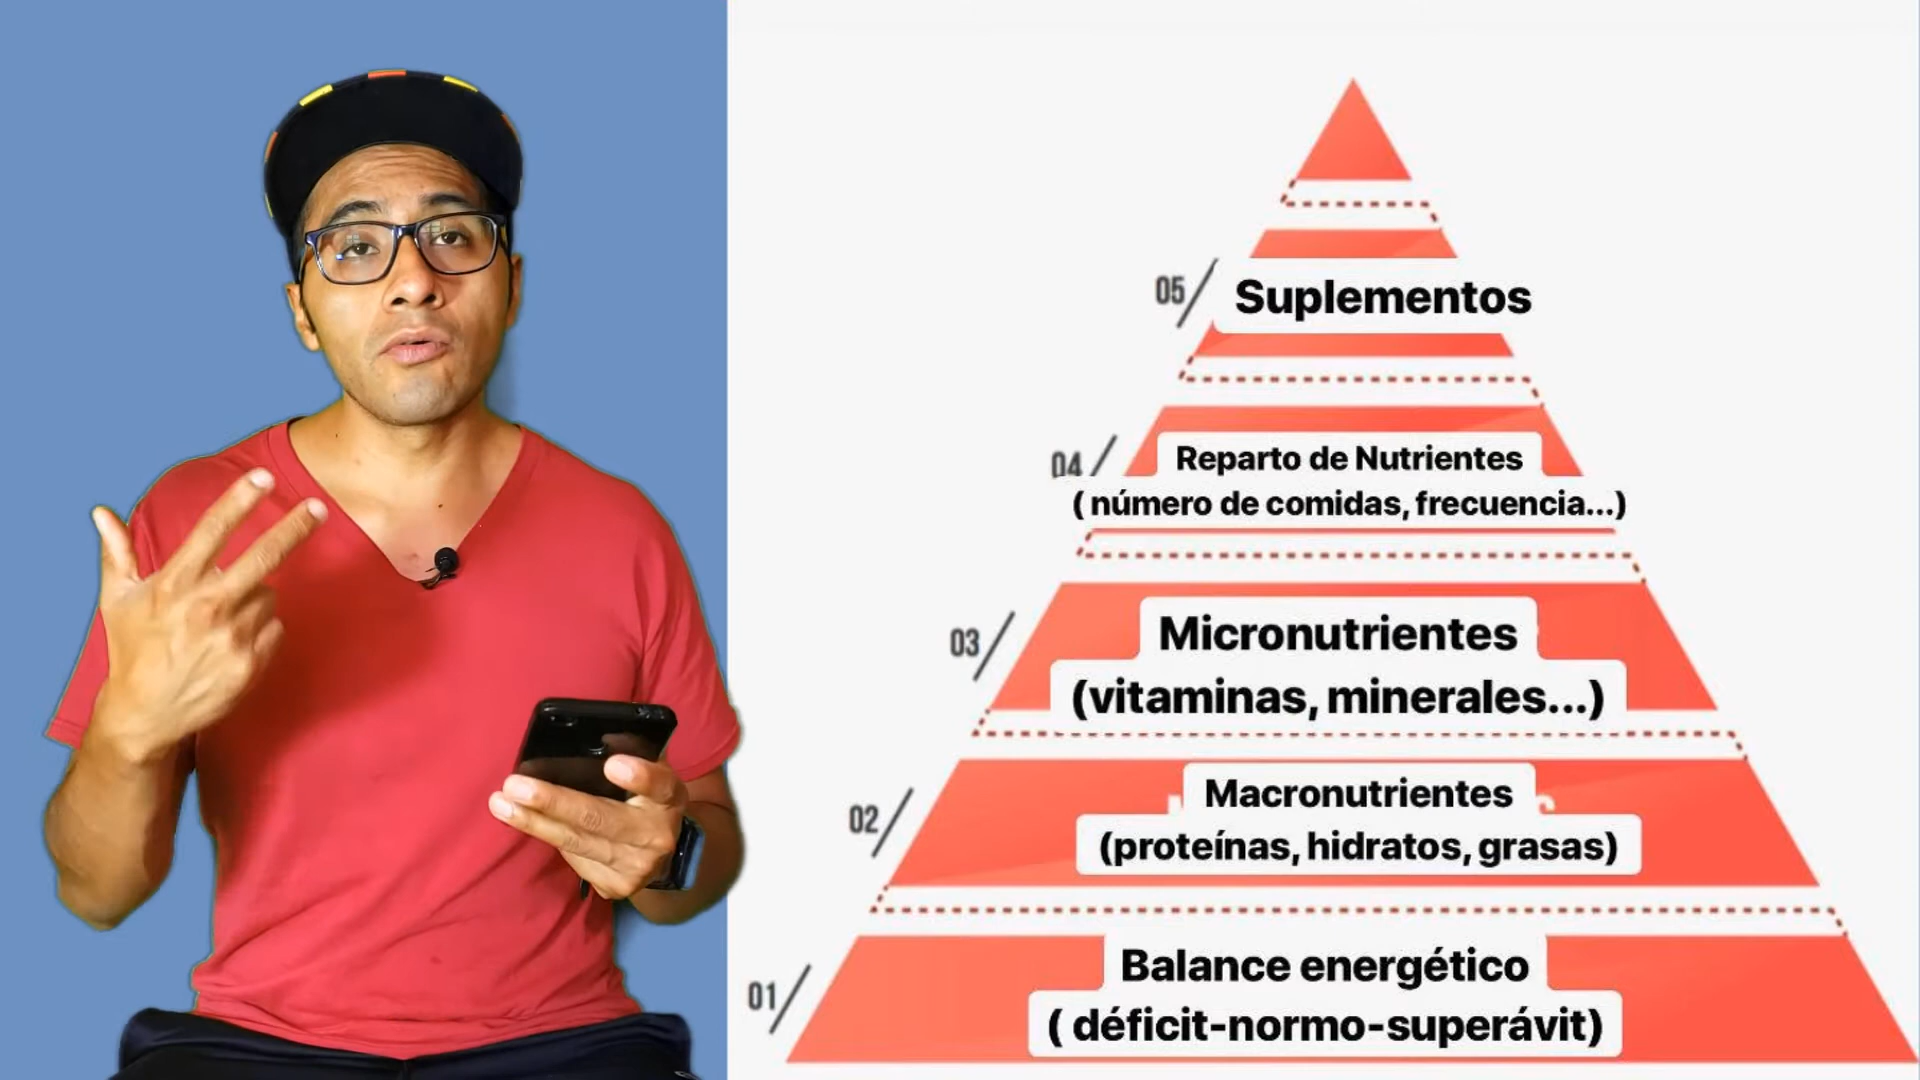 05 Suplementos
04 Reparto de Nutrientes
( número de comidas, frecuencia...)
03 Micronutrientes
(vitaminas, minerales...)
02 Macronutrientes
(proteínas, hidratos, grasas)
01 Balance energético
( déficit-normo-superávit)